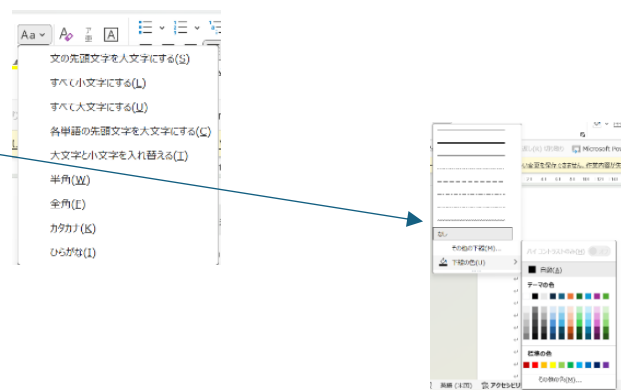 Aa
A
文の先頭文字を大文字にする(S)
すべて小文字にする(L)
すべて大文字にする(U)
各単語の先頭文字を大文字にする(C)
大文字と小文字を入れ替える(T)
半角(W)
全角(F)
カタカナ(K)
ひらがな(I)
Microsoft
なし
その他の下線(M)...
下線の色(U)
自動(A)
テーマの色
標準の色
その他の色(M)...
英語 (米国)